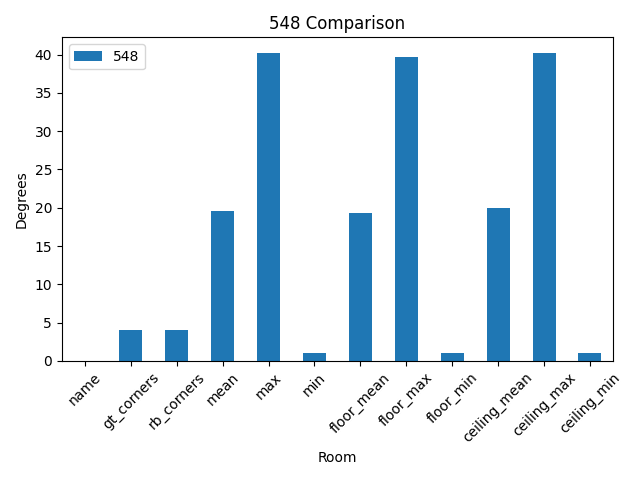 548 Comparison
548
Degrees
40
35
30
25
20
15
10
5
0
name
gt_corners
rb_corners
mean
max
min
floor_mean
floor_max
floor_min
ceiling_mean
ceiling_max
ceiling_min
Room